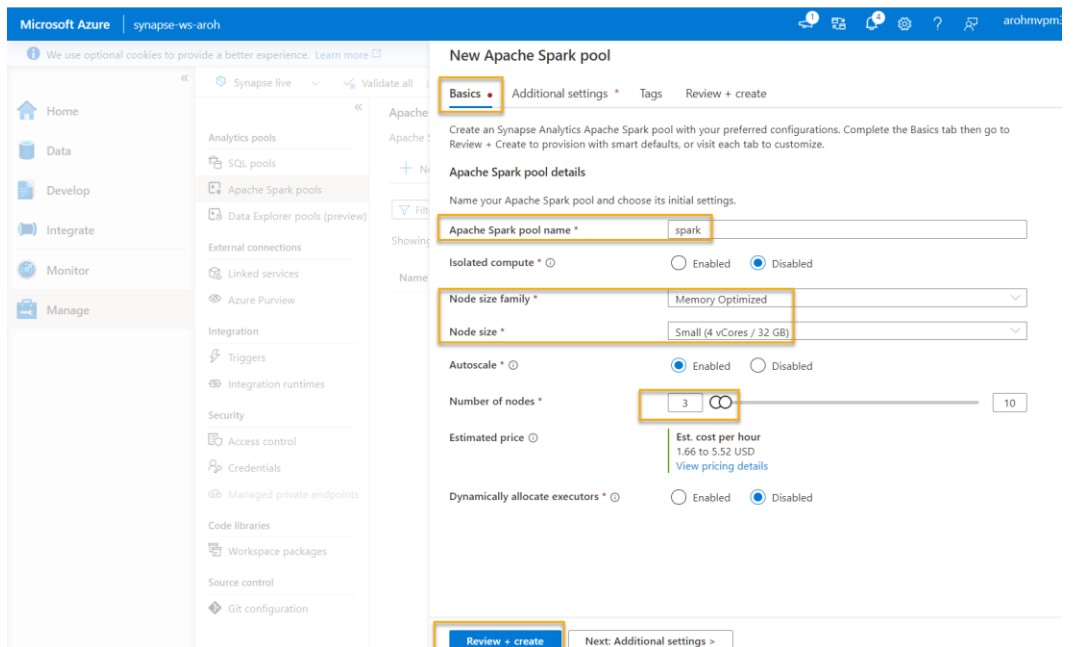 Microsoft Azure synapse-ws-aroh 1 4 ? arohmvpm
We use optional cookies to provide a better experience. Learn more
New Apache Spark pool
« Synapse live Validate all
Basics Additional settings * Tags Review + create
Home
Data
Develop
Integrate
Monitor
Manage
«
Analytics pools
SQL pools
Apache Spark pools
Data Explorer pools (preview)
External connections
Linked services
Azure Purview
Integration
Triggers
Integration runtimes
Security
Access control
Credentials
Managed private endpoints
Code libraries
Workspace packages
Source control
Git configuration
Apache
Apache
Showing
Name
Create an Synapse Analytics Apache Spark pool with your preferred configurations. Complete the Basics tab then go to
Review + Create to provision with smart defaults, or visit each tab to customize.
Apache Spark pool details
Name your Apache Spark pool and choose its initial settings.
Apache Spark pool name * spark
Isolated compute * Enabled Disabled
Node size family * Memory Optimized
Node size * Small (4 vCores / 32 GB)
Autoscale * Enabled Disabled
Number of nodes * 3 10
Estimated price Est. cost per hour
1.66 to 5.52 USD
View pricing details
Dynamically allocate executors * Enabled Disabled
Review + create Next: Additional settings >